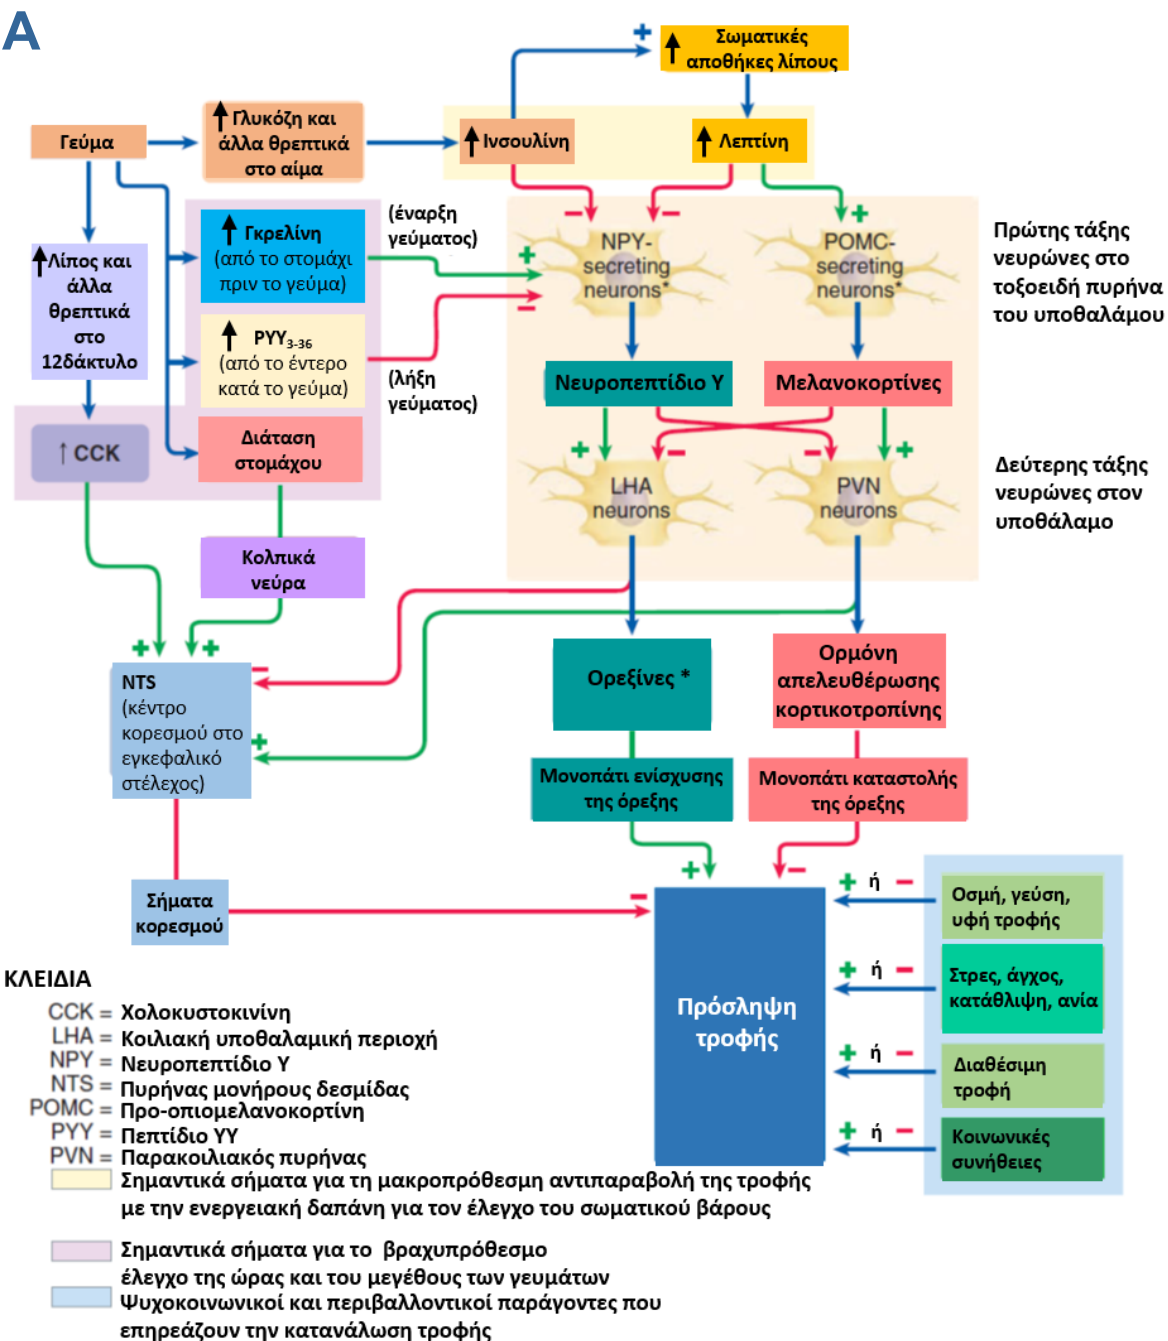 A
+
Σωματικές
αποθήκες λίπους
Γεύμα
Γλυκόζη και
άλλα θρεπτικά
στο αίμα
Ινσουλίνη
Λεπτίνη
Γκρελίνη
(από το στομάχι
πριν το γεύμα)
(έναρξη
γεύματος)
Λίπος και
άλλα
θρεπτικά
στο
12δάκτυλο
PYY3-36
(από το έντερο
κατά το γεύμα)
(λήξη
γεύματος)
↑ CCK
Διάταση
στομάχου
Κολπικά
νεύρα
− − +
+
−
NPY-
secreting
neurons*
POMC-
secreting
neurons*
Πρώτης τάξης
νευρώνες στο
τοξοειδή πυρήνα
του υποθαλάμου
Νευροπεπτίδιο Υ
Μελανοκορτίνες
+ − − +
LHA
neurons
PVN
neurons
Δεύτερης τάξης
νευρώνες στον
υποθάλαμο
+ +
−
+
NTS
(κέντρο
κορεσμού στο
εγκεφαλικό
στέλεχος)
Ορεξίνες *
Ορμόνη
απελευθέρωσης
κορτικοτροπίνης
Μονοπάτι ενίσχυσης
της όρεξης
Μονοπάτι καταστολής
της όρεξης
+ −
Σήματα
κορεσμού
−
Πρόσληψη
τροφής
+ ή −
Οσμή, γεύση,
υφή τροφής
+ ή −
Στρες, άγχος,
κατάθλιψη, ανία
+ ή −
Διαθέσιμη
τροφή
+ ή −
Κοινωνικές
συνήθειες
ΚΛΕΙΔΙΑ
CCK = Χολοκυστοκινίνη
LHA = Κοιλιακή υποθαλαμική περιοχή
NPY = Νευροπεπτίδιο Υ
NTS = Πυρήνας μονήρους δεσμίδας
POMC = Προ-οπιομελανοκορτίνη
PYY = Πεπτίδιο ΥΥ
PVN = Παρακοιλιακός πυρήνας
Σημαντικά σήματα για τη μακροπρόθεσμη αντιπαραβολή της τροφής
με την ενεργειακή δαπάνη για τον έλεγχο του σωματικού βάρους
Σημαντικά σήματα για το βραχυπρόθεσμο
έλεγχο της ώρας και του μεγέθους των γευμάτων
Ψυχοκοινωνικοί και περιβαλλοντικοί παράγοντες που
επηρεάζουν την κατανάλωση τροφής